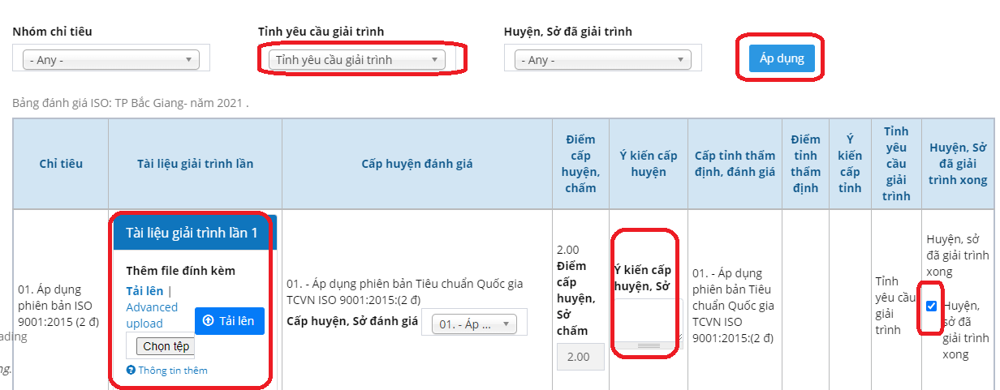 Nhóm chỉ tiêu
Tỉnh yêu cầu giải trình
Huyện, Sở đã giải trình
- Any -
Tỉnh yêu cầu giải trình
- Any -
Áp dụng
Bảng đánh giá ISO: TP Bắc Giang- năm 2021 .
Chỉ tiêu
Tài liệu giải trình lần
Cấp huyện đánh giá
Điểm
cấp
huyện,
chấm
Ý kiến cấp
huyện
Cấp tỉnh thẩm
định, đánh giá
Điểm
tỉnh
thẩm
định
Ý
kiến
cấp
tỉnh
Tỉnh
yêu
cầu
giải
trình
Huyện, Sở
đã giải
trình xong
01. Áp dụng
phiên bản ISO
9001:2015 (2 đ)
Tài liệu giải trình lần 1
Thêm file đính kèm
Tải lên |
Advanced
upload
Tải lên
Chọn tệp
Thông tin thêm
01. - Áp dụng phiên bản Tiêu chuẩn Quốc gia
TCVN ISO 9001:2015:(2 đ)
Cấp huyện, Sở đánh giá
01. - Áp ...
2.00
Điểm
cấp
huyện,
Sở
chấm
2.00
Ý kiến cấp
huyện, Sở
01. - Áp dụng
phiên bản Tiêu
chuẩn Quốc gia
TCVN ISO
9001:2015:(2 đ)
Tỉnh
yêu cầu
giải
trình
Huyện, sở
đã giải trình
xong
Huyện,
sở đã
giải trình
xong
ading
ng.